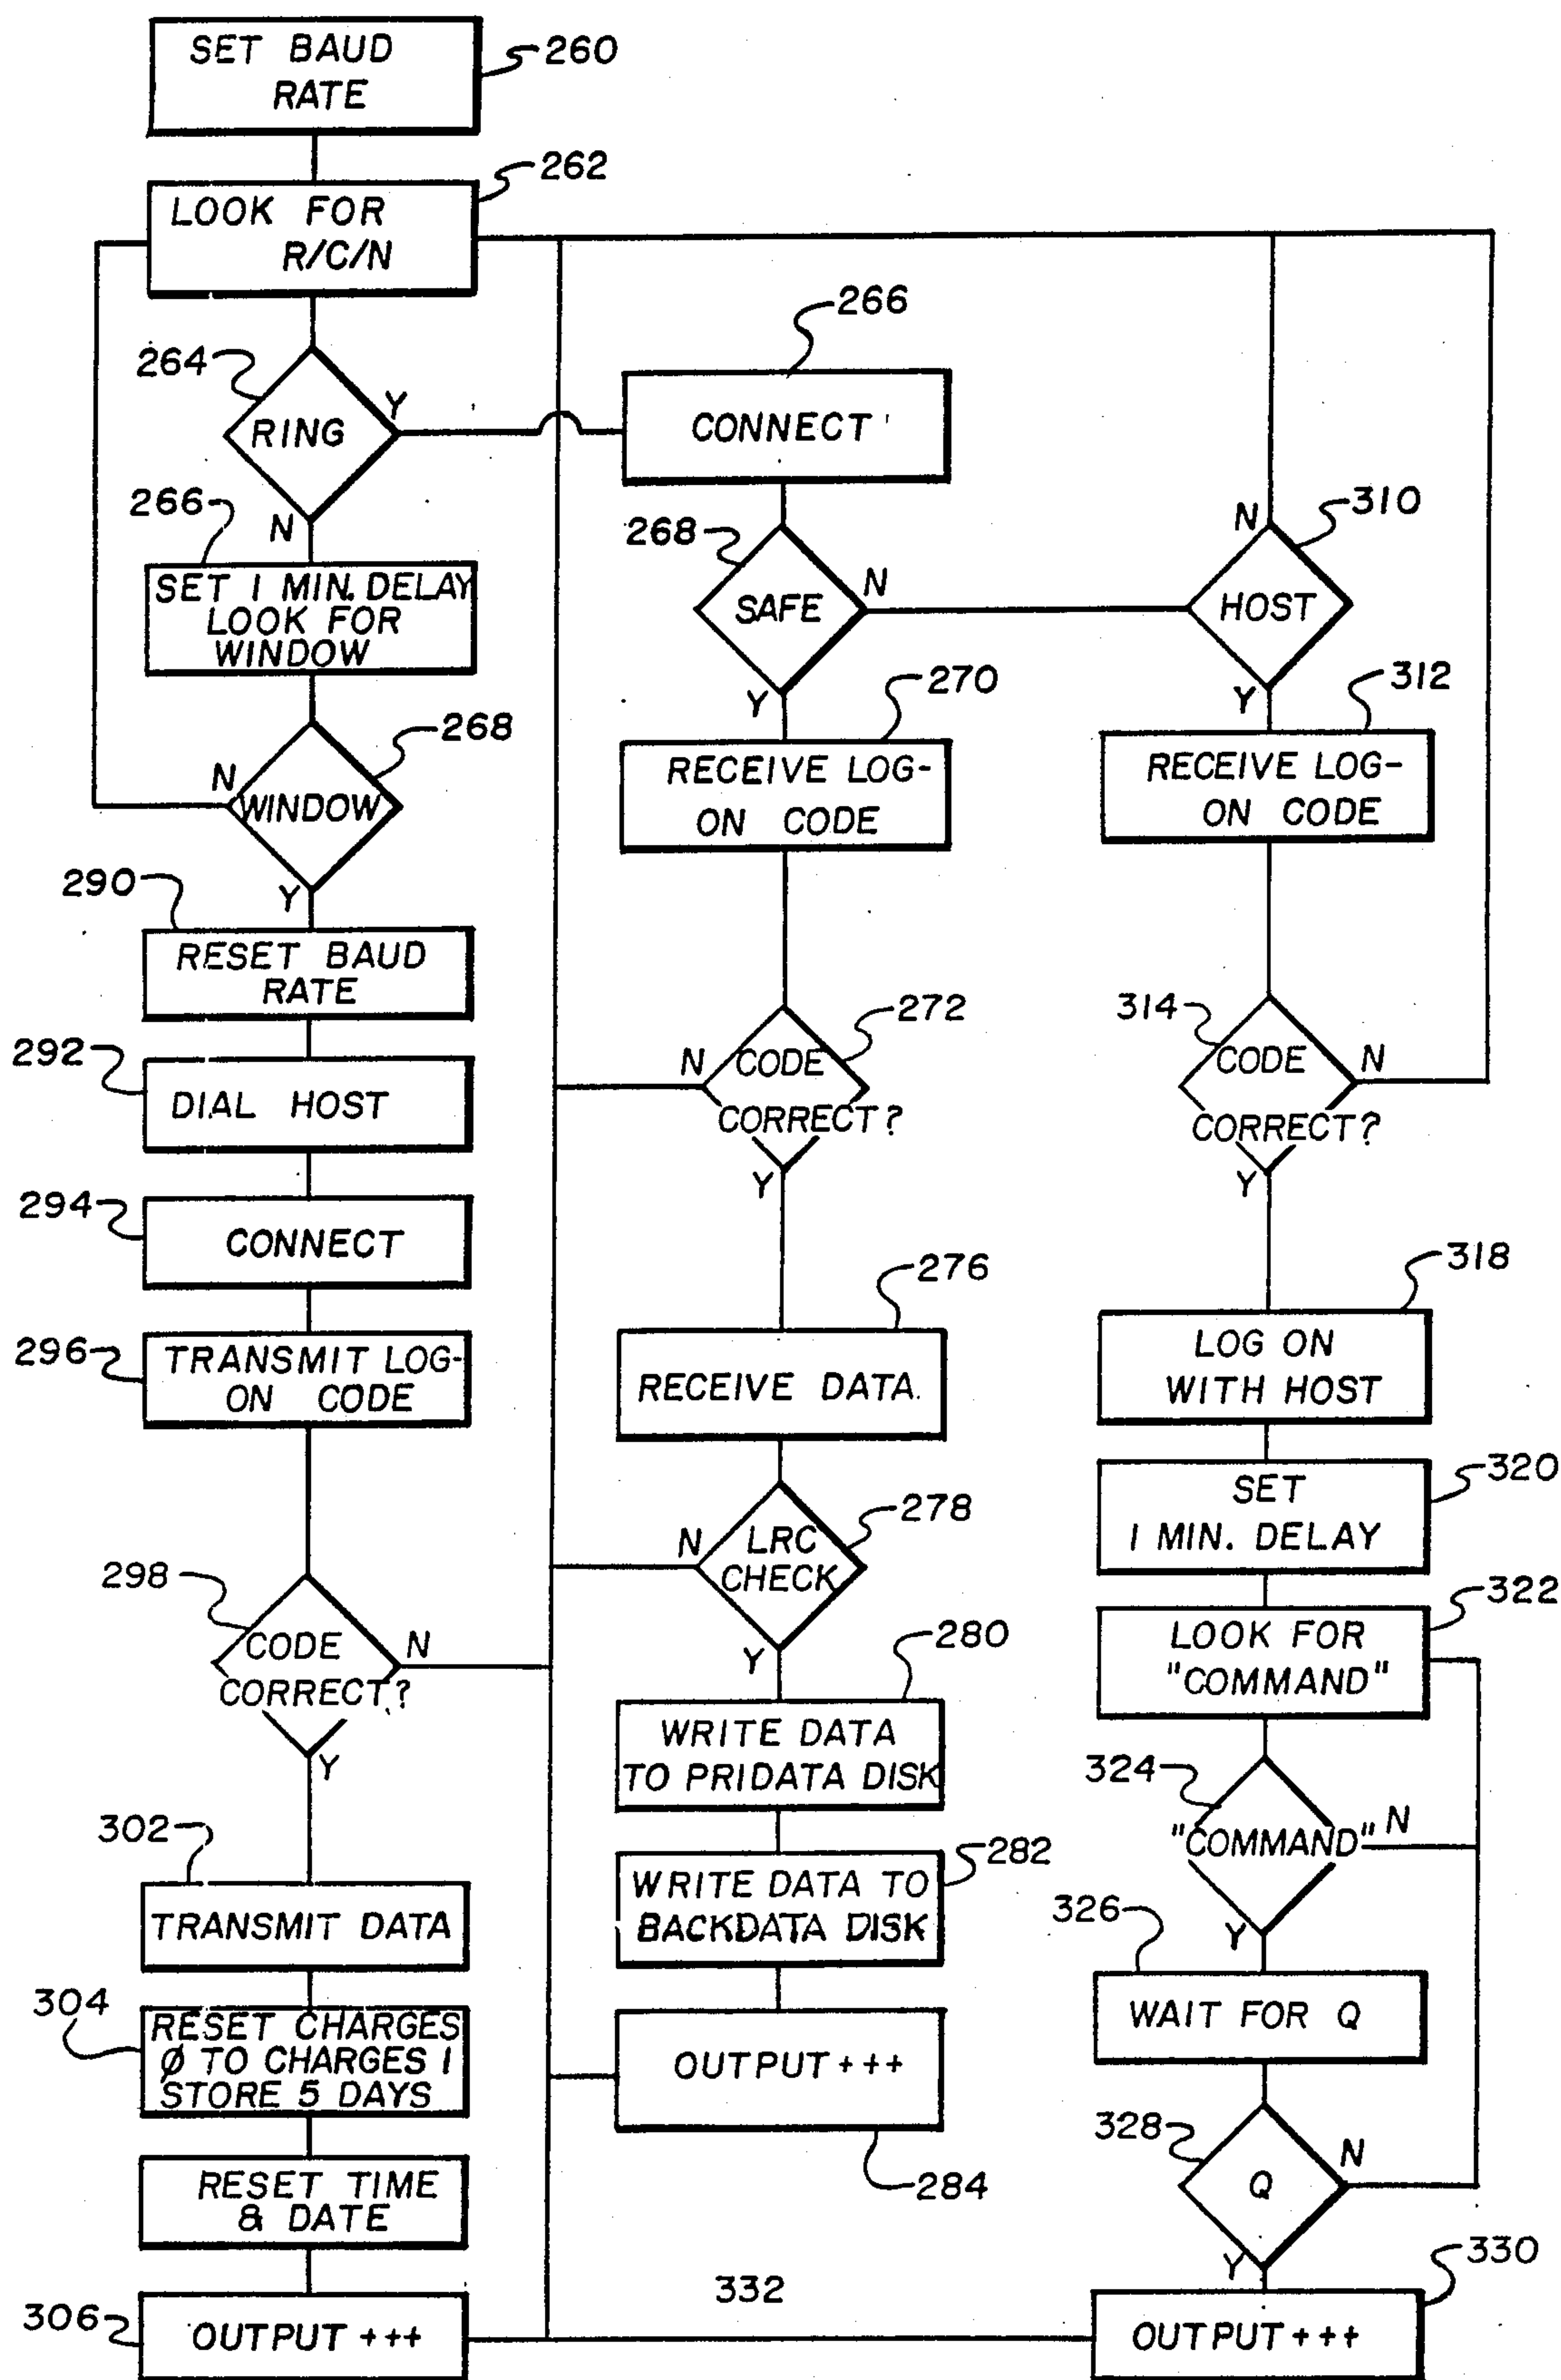 SET BAUD
RATE
260
LOOK FOR
R/C/N
262
264
RING
Y
N
266
SET 1 MIN. DELAY
LOOK FOR
WINDOW
268
N
WINDOW
Y
290
RESET BAUD
RATE
292
DIAL HOST
294
CONNECT
296
TRANSMIT LOG-
ON CODE
298
CODE
CORRECT?
N
Y
302
TRANSMIT DATA
304
RESET CHARGES
Ø TO CHARGES 1
STORE 5 DAYS
RESET TIME
& DATE
306
OUTPUT +++
266
CONNECT
268
SAFE
N
Y
270
RECEIVE LOG-
ON CODE
272
N
CODE
CORRECT?
Y
276
RECEIVE DATA.
278
N
LRC
CHECK
Y
280
WRITE DATA
TO PRIDATA DISK
282
WRITE DATA TO
BACKDATA DISK
OUTPUT +++
284
332
N
310
HOST
Y
312
RECEIVE LOG-
ON CODE
314
CODE
CORRECT?
N
Y
318
LOG ON
WITH HOST
320
SET
1 MIN. DELAY
322
LOOK FOR
"COMMAND"
324
"COMMAND"
N
Y
326
WAIT FOR Q
328
Q
N
Y
330
OUTPUT +++